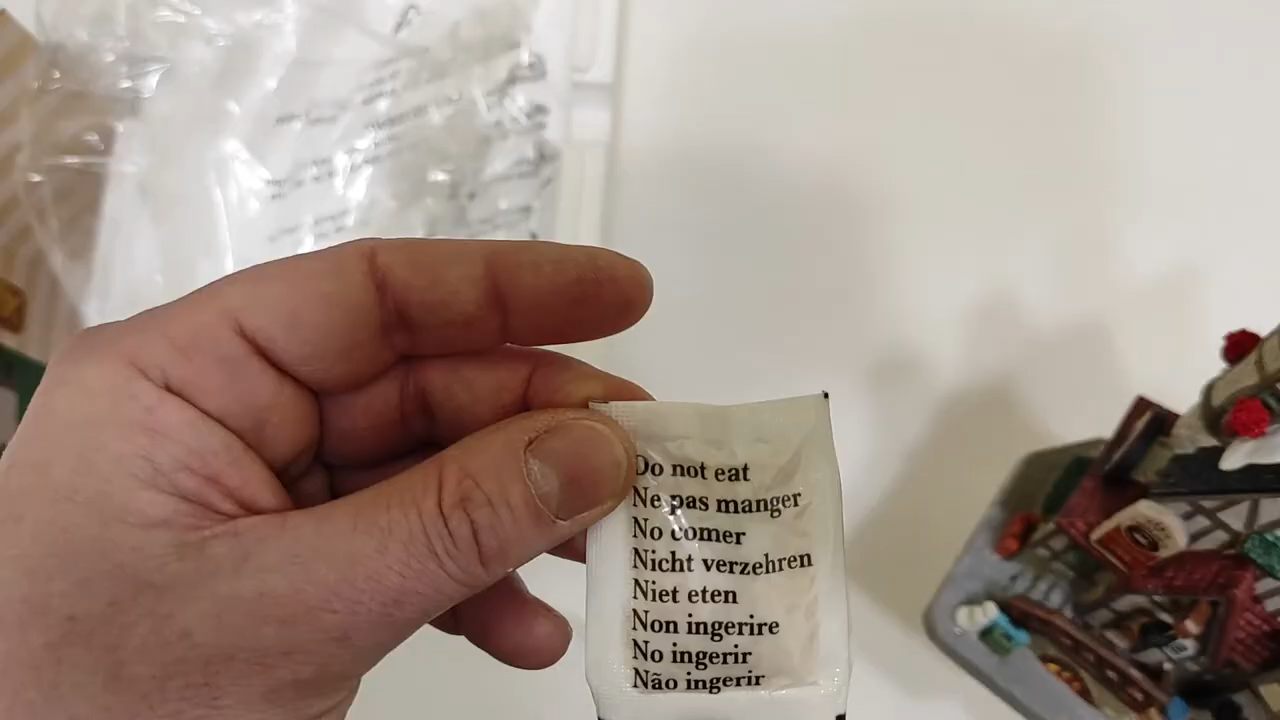 Do not eat
Ne pas manger
No comer
Nicht verzehren
Niet eten
Non ingerire
No ingerir
Não ingerir